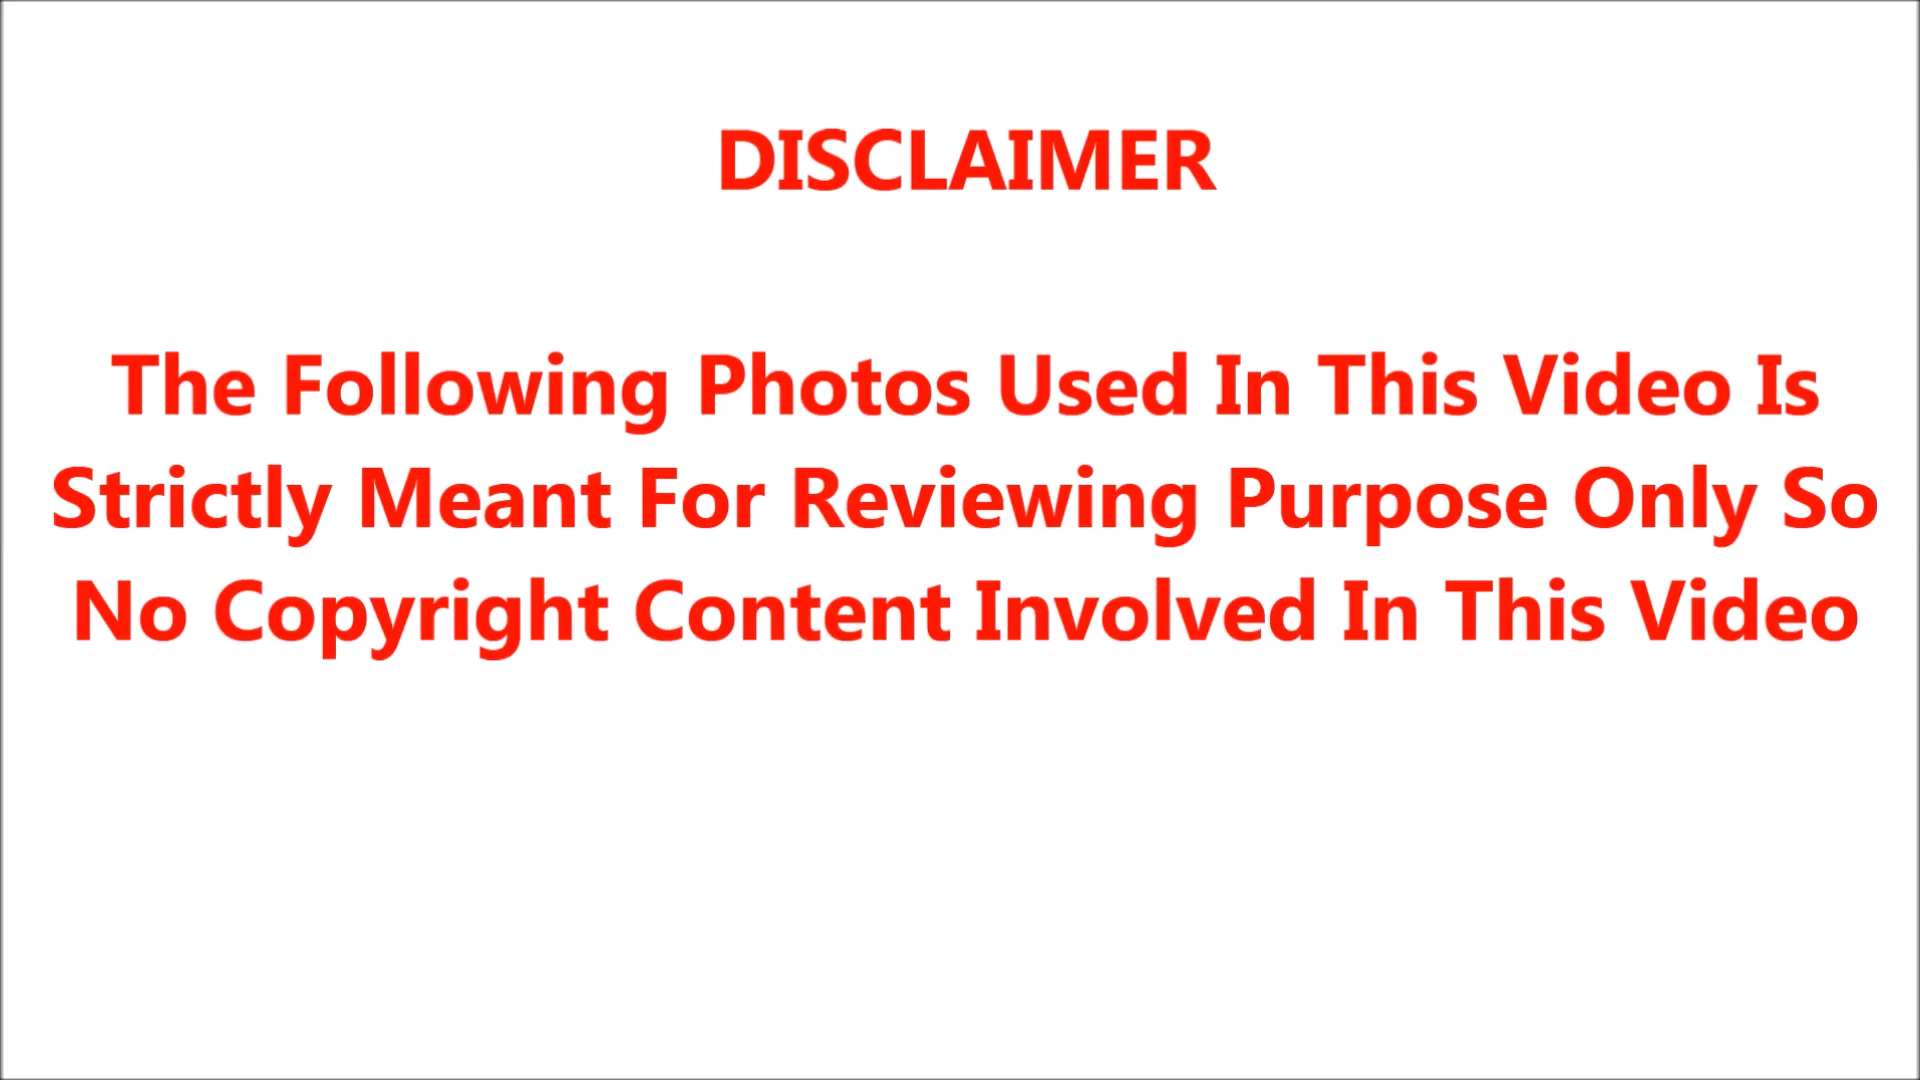 DISCLAIMER
The Following Photos Used In This Video Is
Strictly Meant For Reviewing Purpose Only So
No Copyright Content Involved In This Video